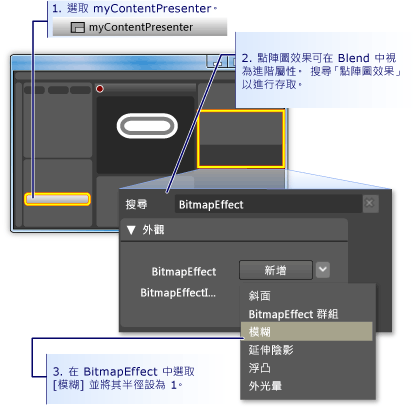 1. 選取 myContentPresenter。
myContentPresenter
2. 點陣圖效果可在 Blend 中視
為進階屬性。 搜尋「點陣圖效果」
以進行存取。
搜尋 BitmapEffect
外觀
BitmapEffect 新增
BitmapEffectI...
斜面
BitmapEffect 群組
模糊
延伸陰影
浮凸
外光暈
3. 在 BitmapEffect 中選取
[模糊] 並將其半徑設為 1。